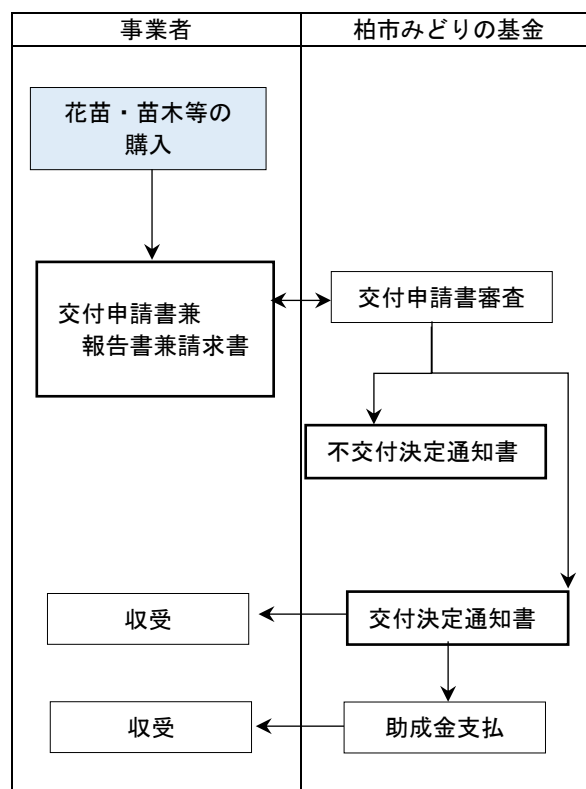 事業者
柏市みどりの基金
花苗・苗木等の
購入
交付申請書兼
報告書兼請求書
交付申請書審査
不交付決定通知書
収受
交付決定通知書
収受
助成金支払